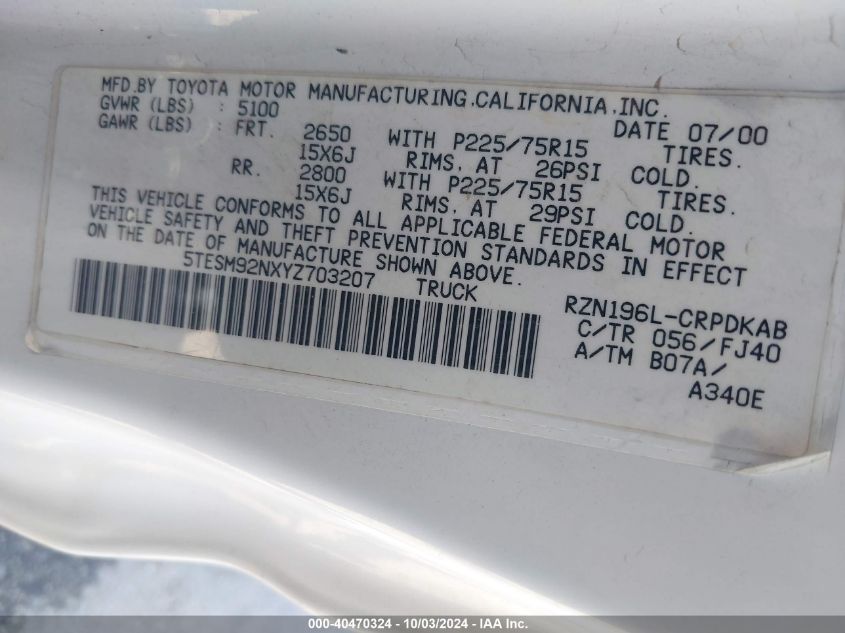 MFD.BY TOYOTA MOTOR MANUFACTURING.CALIFORNIA.INC.
GVWR (LBS) : 5100 DATE 07/00
GAWR (LBS) : FRT. 2650 WITH P225/75R15 TIRES.
15X6J RIMS, AT 26PSI COLD.
RR. 2800 WITH P225/75R15 TIRES.
15X6J RIMS, AT 29PSI COLD.
THIS VEHICLE CONFORMS TO ALL APPLICABLE FEDERAL MOTOR
VEHICLE SAFETY AND THEFT PREVENTION STANDARDS IN EFFECT
ON THE DATE OF MANUFACTURE SHOWN ABOVE.
5TESM92NXYZ703207 TRUCK
RZN196L-CRPDKAB
C/TR 056/FJ40
A/TM B07A/
A340E
000-40470324 - 10/03/2024 - IAA Inc.